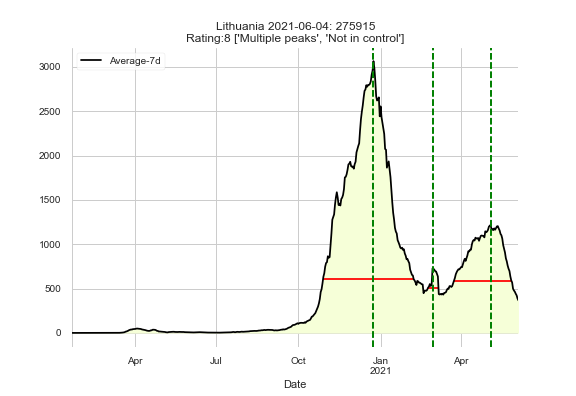 Lithuania 2021-06-04: 275915
Rating:8 ['Multiple peaks', 'Not in control']
Average-7d
3000
2500
2000
1500
1000
500
0
Apr
Jul
Oct
Jan
2021
Apr
Date